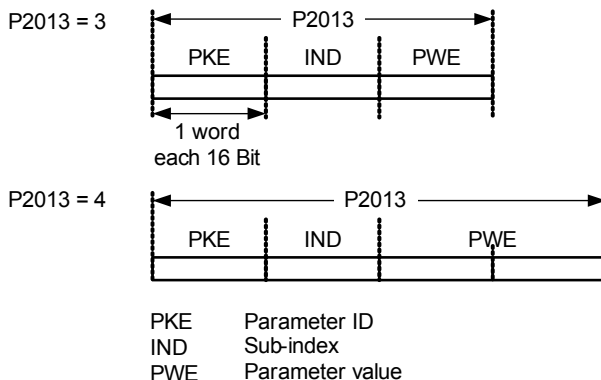 P2013 = 3
P2013
PKE IND PWE
1 word
each 16 Bit
P2013 = 4
P2013
PKE IND PWE
PKE Parameter ID
IND Sub-index
PWE Parameter value